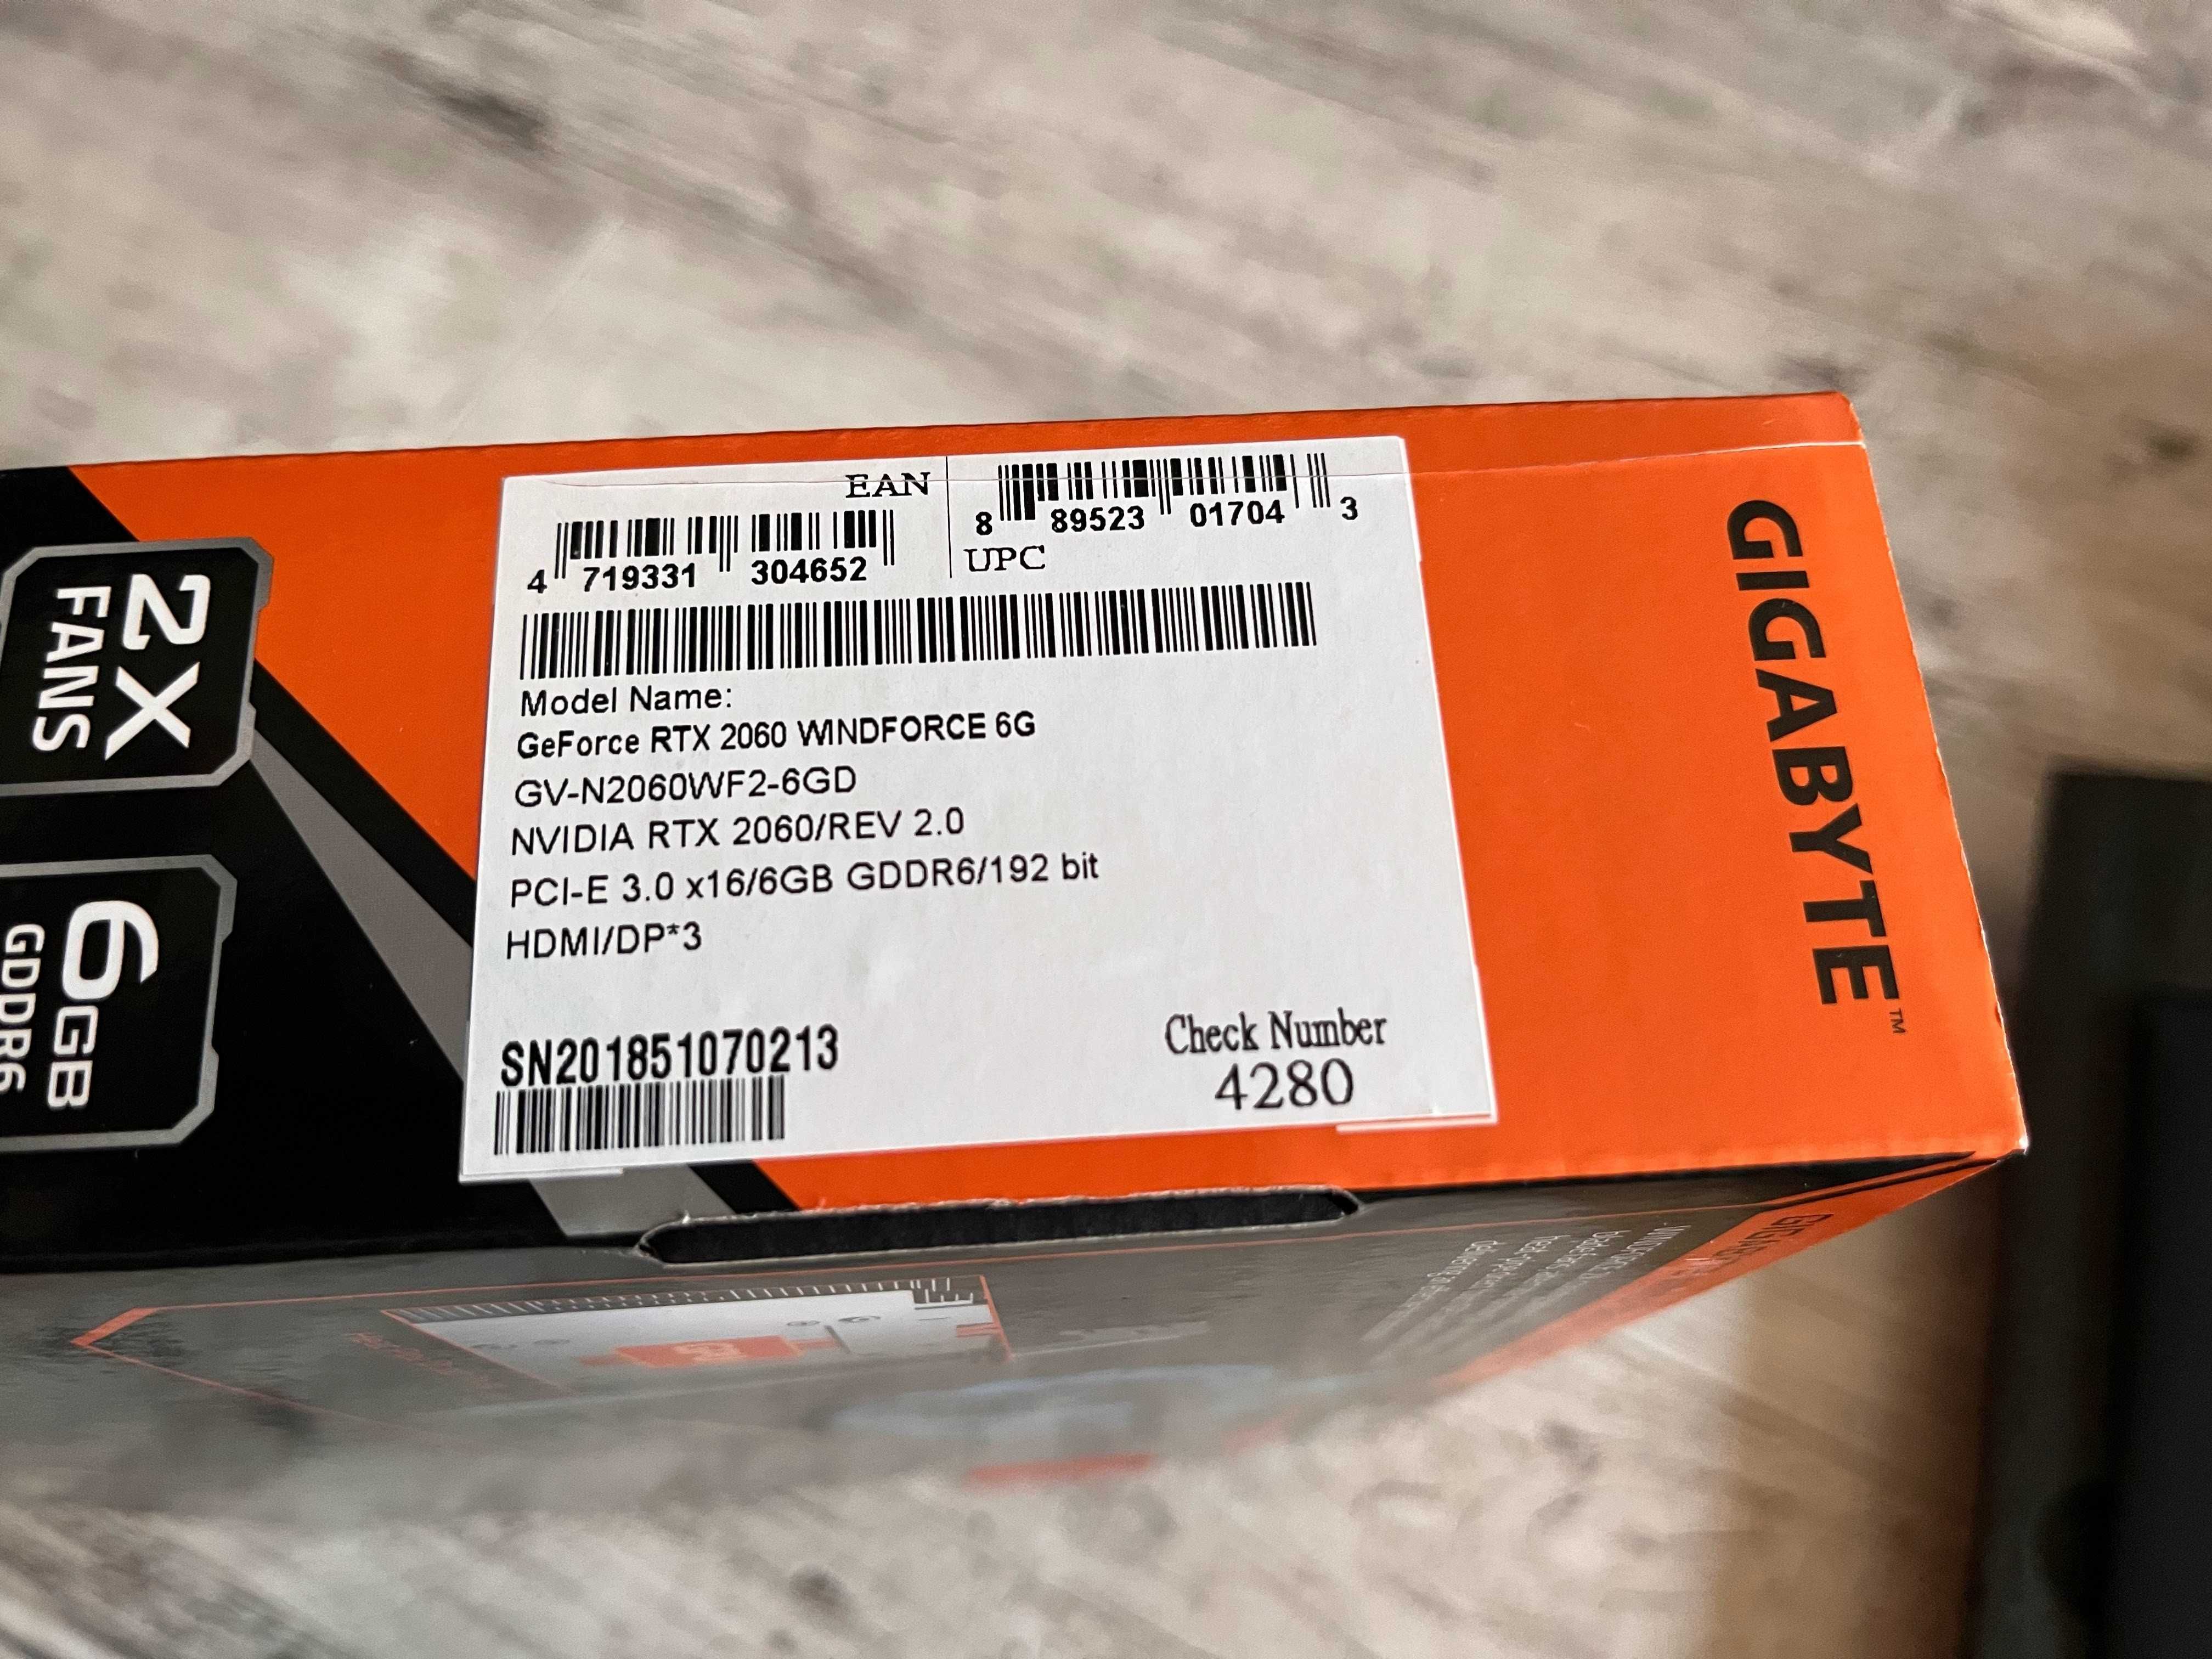 EAN
4 719331 304652
8 89523 01704 3
UPC
Model Name:
GeForce RTX 2060 WINDFORCE 6G
GV-N2060WF2-6GD
NVIDIA RTX 2060/REV 2.0
PCI-E 3.0 x16/6GB GDDR6/192 bit
HDMI/DP*3
SN201851070213
Check Number
4280
2X
FANS
6GB
GDDR6
GIGABYTE™